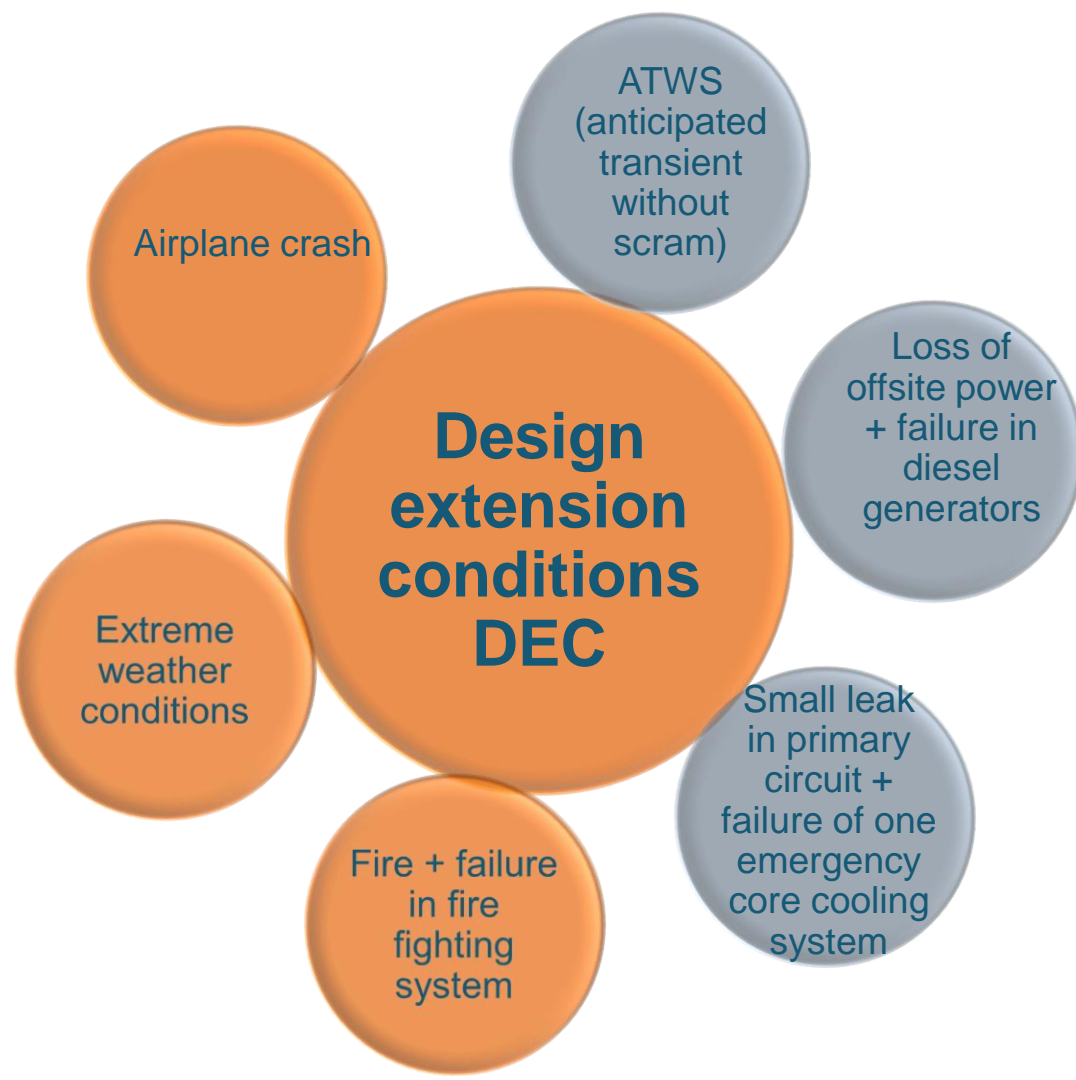 ATWS
(anticipated
transient
without
scram)
Airplane crash
Loss of
offsite power
+ failure in
diesel
generators
Design
extension
conditions
DEC
Extreme
weather
conditions
Small leak
in primary
circuit +
failure of one
emergency
core cooling
system
Fire + failure
in fire
fighting
system